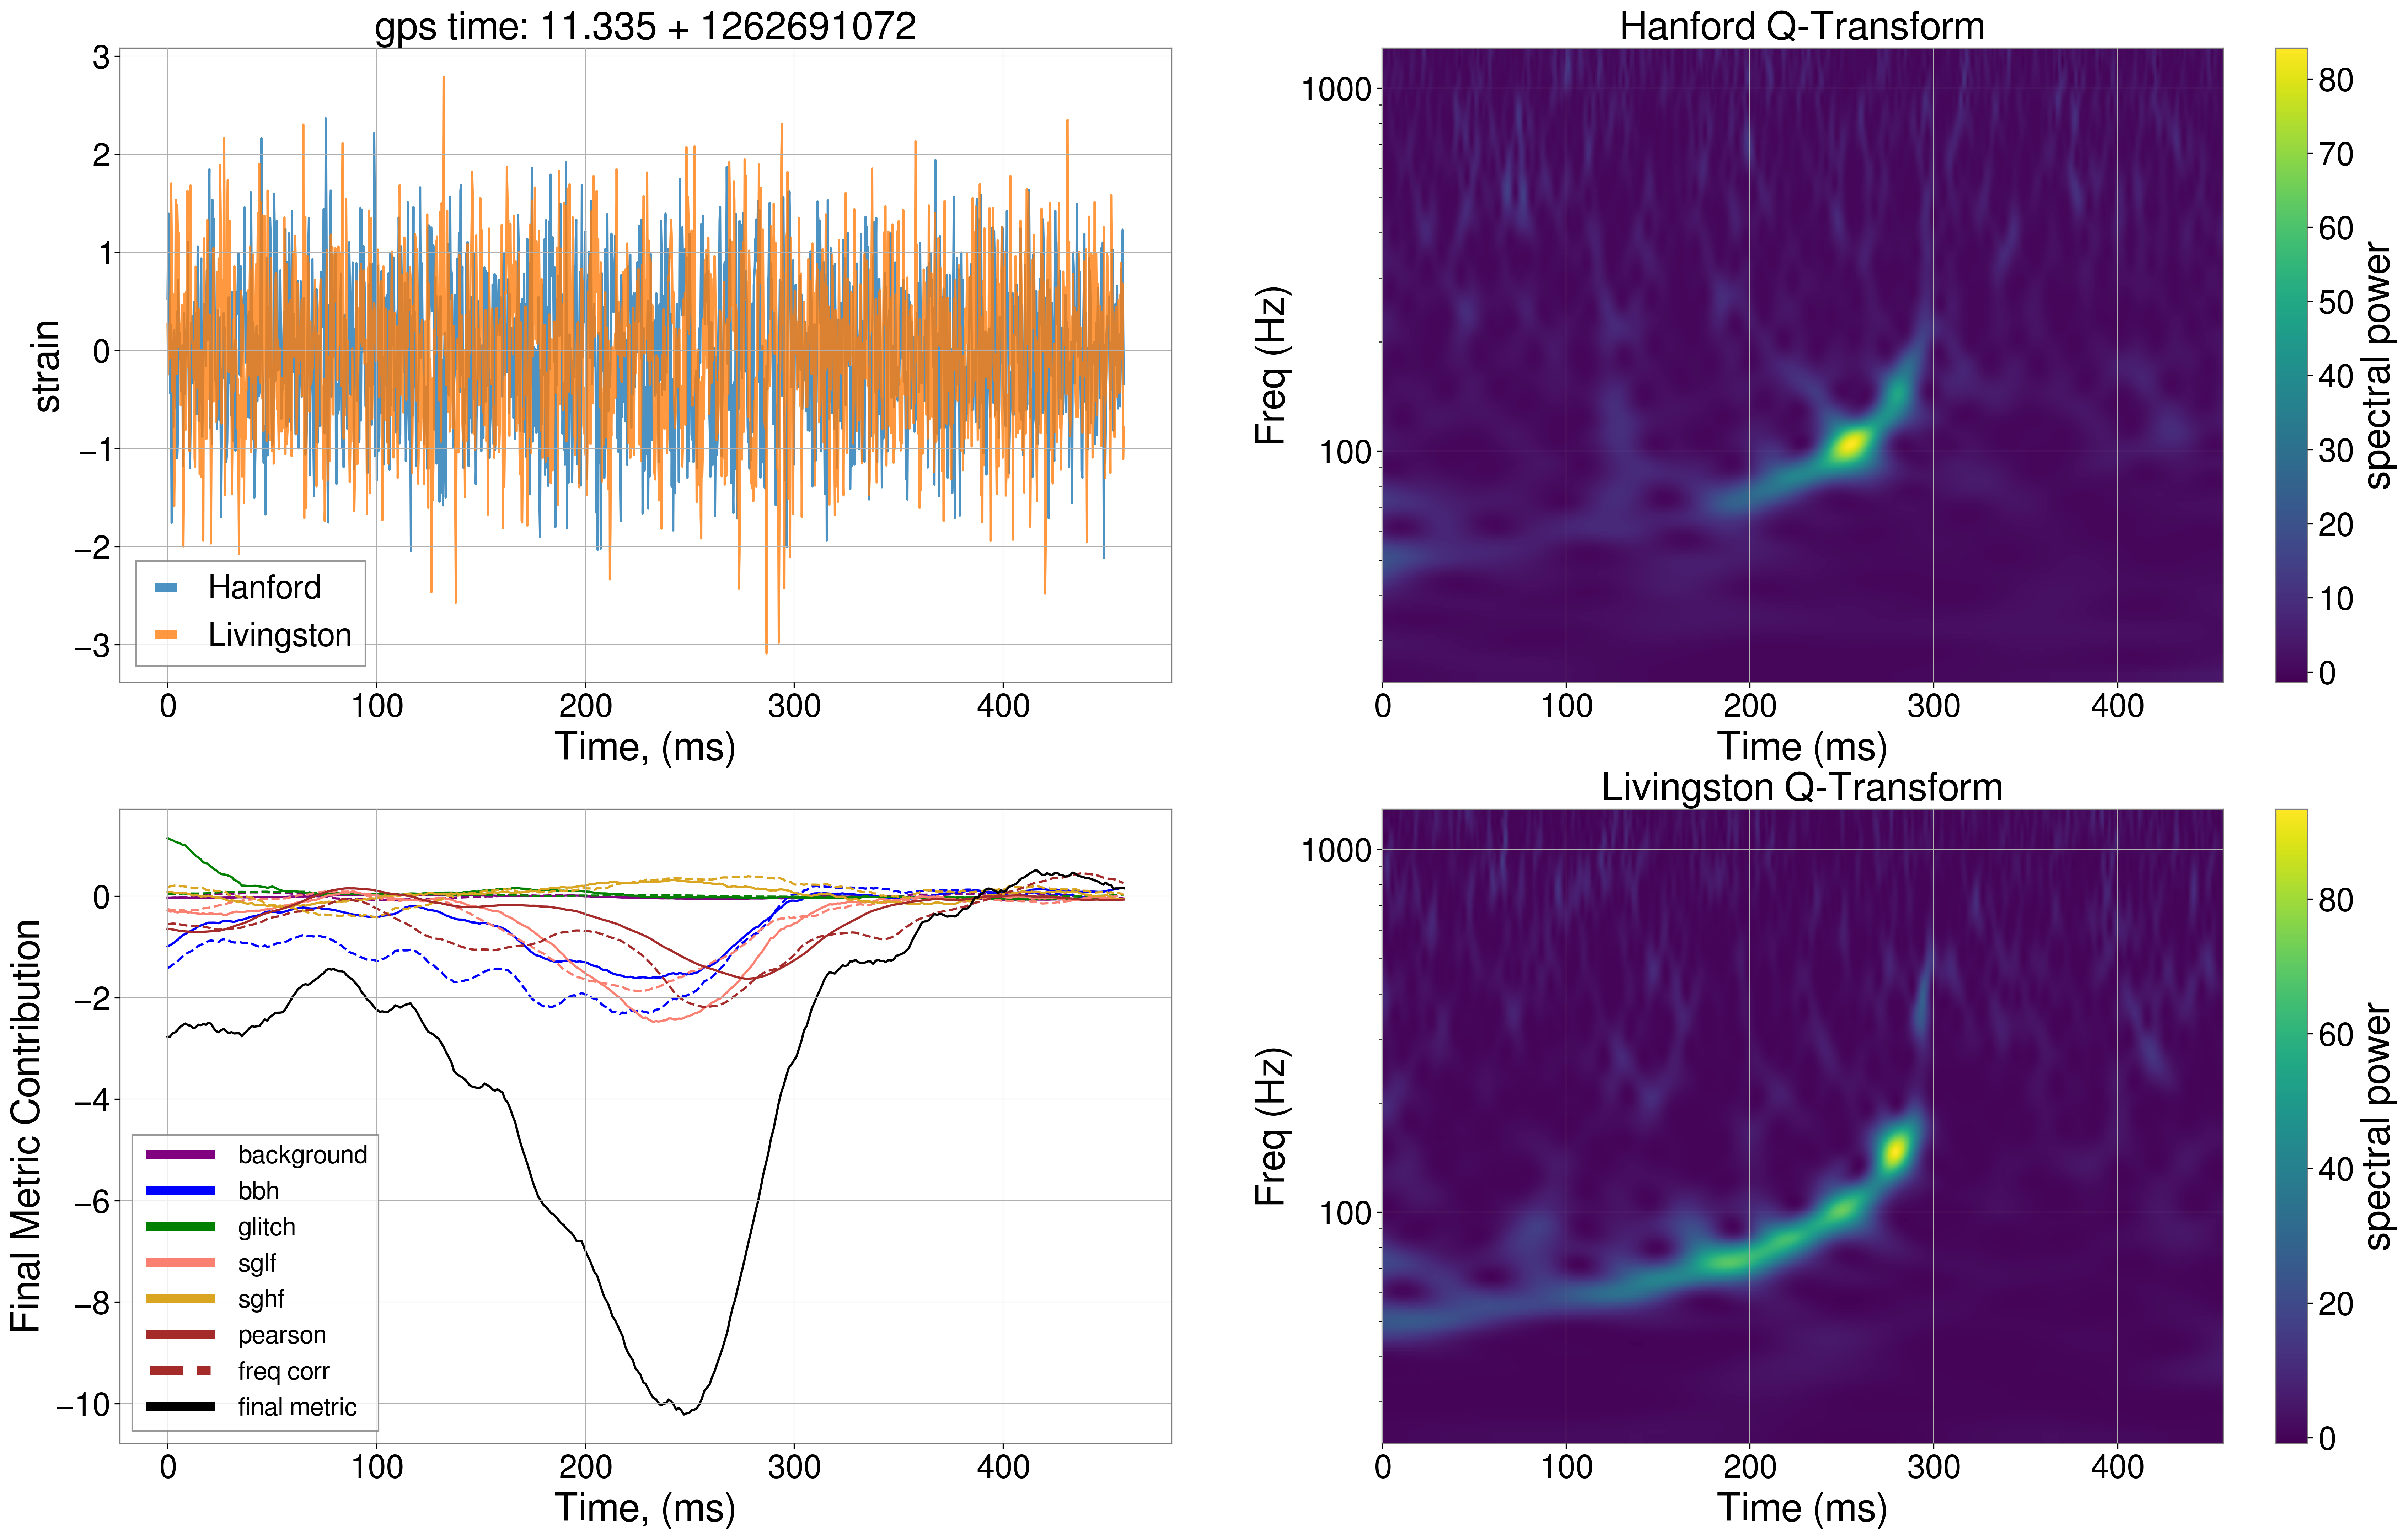 gps time: 11.335 + 1262691072
3
2
1
0
−1
−2
−3
strain
Hanford
Livingston
0 100 200 300 400
Time, (ms)
Hanford Q-Transform
1000
100
Freq (Hz)
0 100 200 300 400
Time (ms)
80
70
60
50
40
30
20
10
0
spectral power
0
−2
−4
−6
−8
−10
Final Metric Contribution
background
bbh
glitch
sglf
sghf
pearson
freq corr
final metric
0 100 200 300 400
Time, (ms)
Livingston Q-Transform
1000
100
Freq (Hz)
0 100 200 300 400
Time (ms)
80
60
40
20
0
spectral power